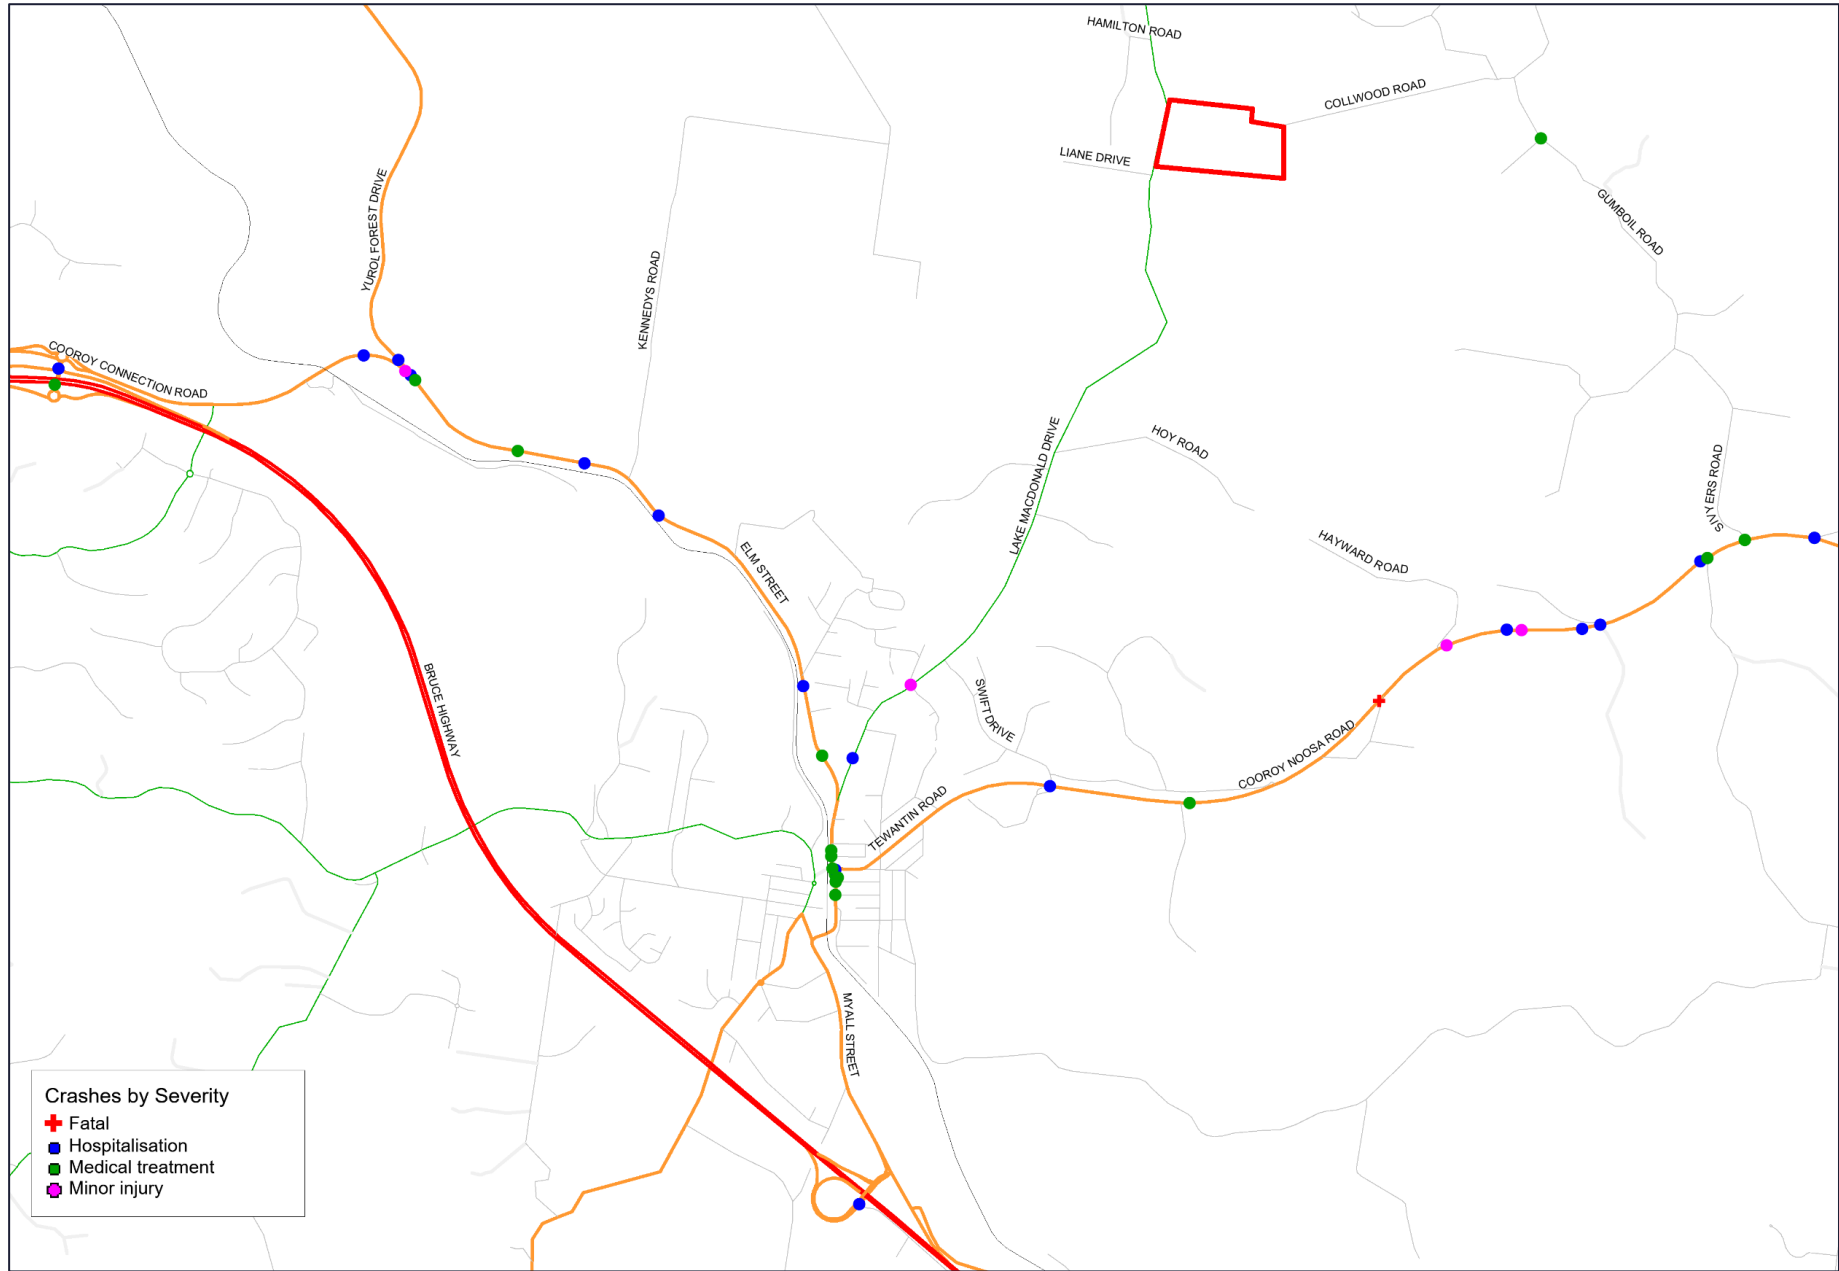 HAMILTON ROAD
COLLWOOD ROAD
LIANE DRIVE
GUMBOIL ROAD
YUROL FOREST DRIVE
KENNEDYS ROAD
COOROY CONNECTION ROAD
LAKE MACDONALD DRIVE
HOY ROAD
SIVYERS ROAD
HAYWARD ROAD
ELM STREET
BRUCE HIGHWAY
SWIFT DRIVE
COOROY NOOSA ROAD
TEWANTIN ROAD
MYALL STREET
Crashes by Severity
Fatal
Hospitalisation
Medical treatment
Minor injury